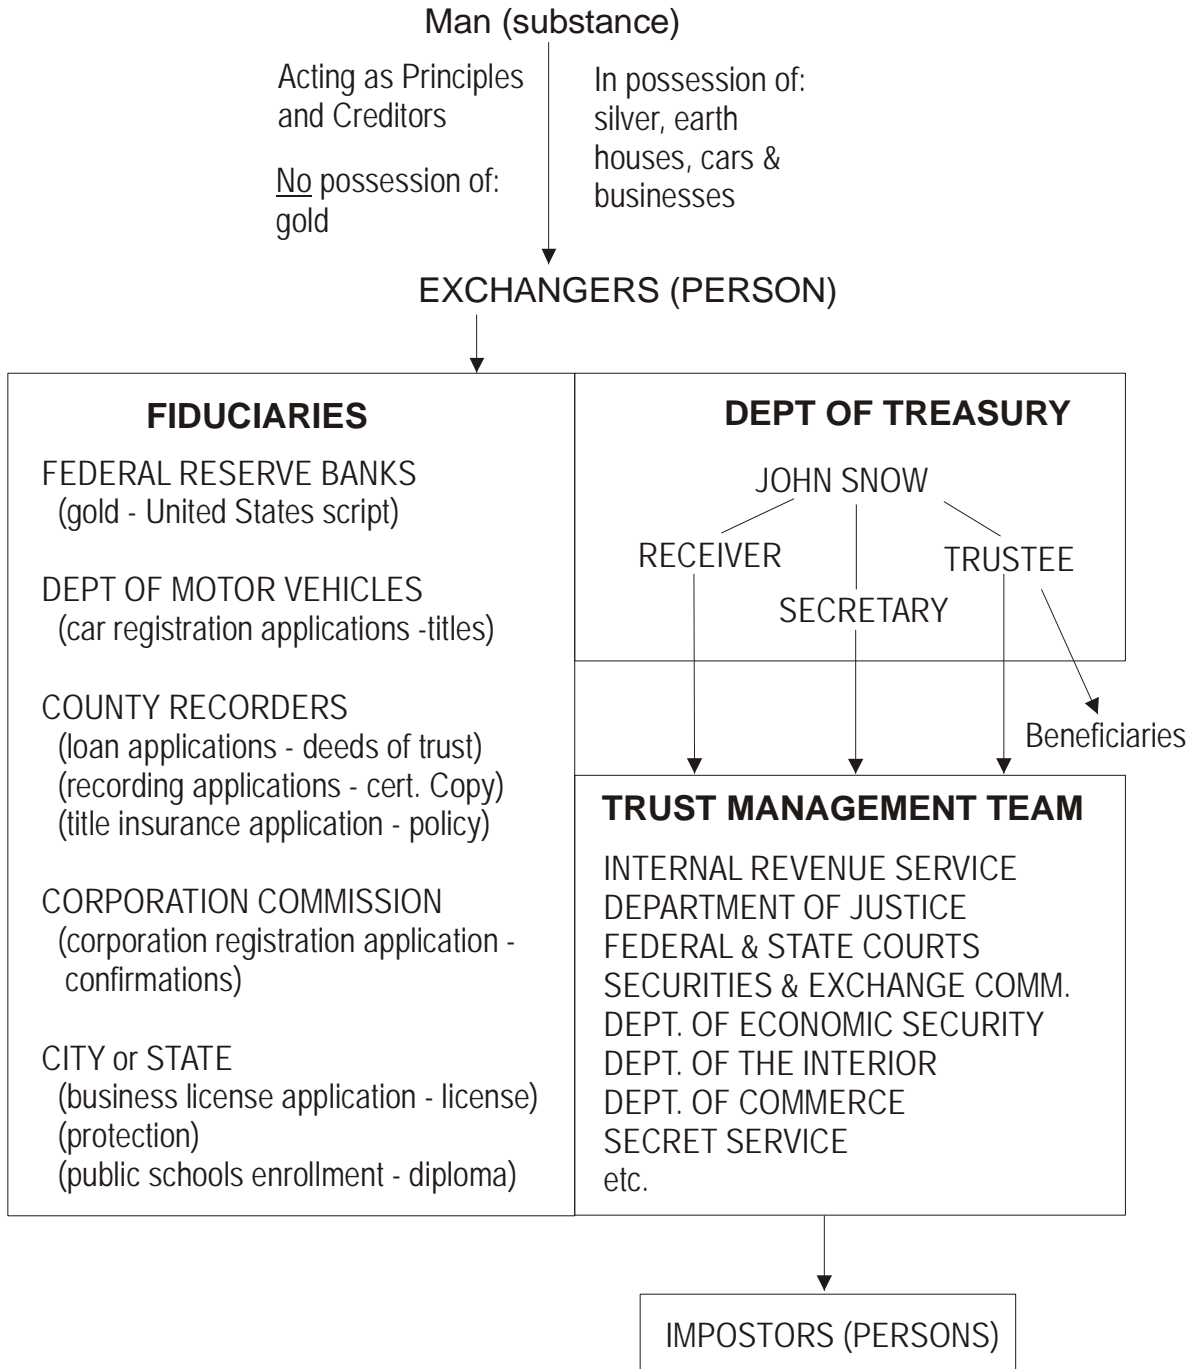 Man (substance)
Acting as Principles
and Creditors
No possession of:
gold
In possession of:
silver, earth
houses, cars &
businesses
EXCHANGERS (PERSON)
FIDUCIARIES
FEDERAL RESERVE BANKS
(gold - United States script)
DEPT OF MOTOR VEHICLES
(car registration applications -titles)
COUNTY RECORDERS
(loan applications - deeds of trust)
(recording applications - cert. Copy)
(title insurance application - policy)
CORPORATION COMMISSION
(corporation registration application -
confirmations)
CITY or STATE
(business license application - license)
(protection)
(public schools enrollment - diploma)
DEPT OF TREASURY
JOHN SNOW
RECEIVER
SECRETARY
TRUSTEE
Beneficiaries
TRUST MANAGEMENT TEAM
INTERNAL REVENUE SERVICE
DEPARTMENT OF JUSTICE
FEDERAL & STATE COURTS
SECURITIES & EXCHANGE COMM.
DEPT. OF ECONOMIC SECURITY
DEPT. OF THE INTERIOR
DEPT. OF COMMERCE
SECRET SERVICE
etc.
IMPOSTORS (PERSONS)